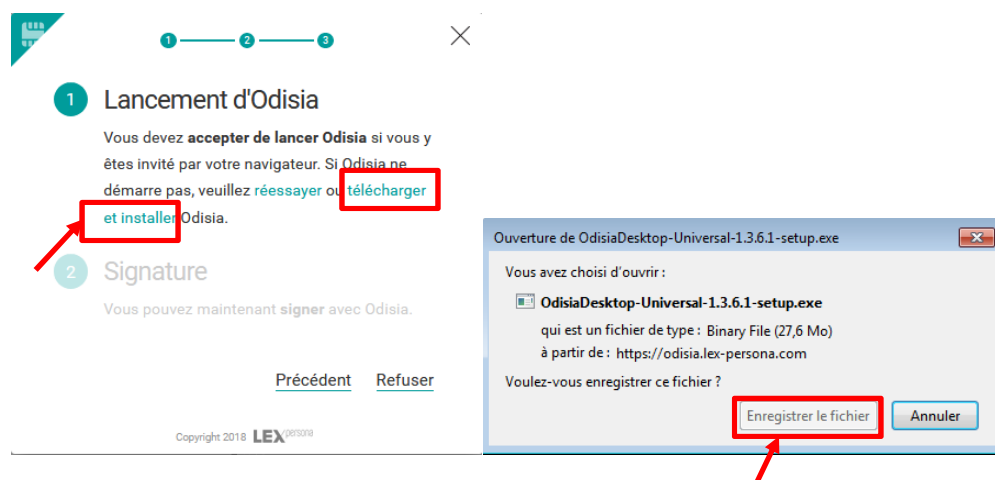 1 2 3
1 Lancement d'Odisia
Vous devez accepter de lancer Odisia si vous y
êtes invité par votre navigateur. Si Odisia ne
démarre pas, veuillez réessayer ou télécharger
et installer Odisia.
2 Signature
Vous pouvez maintenant signer avec Odisia.
Précédent Refuser
Copyright 2018 LEX persona
Ouverture de OdisiaDesktop-Universal-1.3.6.1-setup.exe
Vous avez choisi d'ouvrir :
OdisiaDesktop-Universal-1.3.6.1-setup.exe
qui est un fichier de type : Binary File (27,6 Mo)
à partir de : https://odisia.lex-persona.com
Voulez-vous enregistrer ce fichier ?
Enregistrer le fichier Annuler